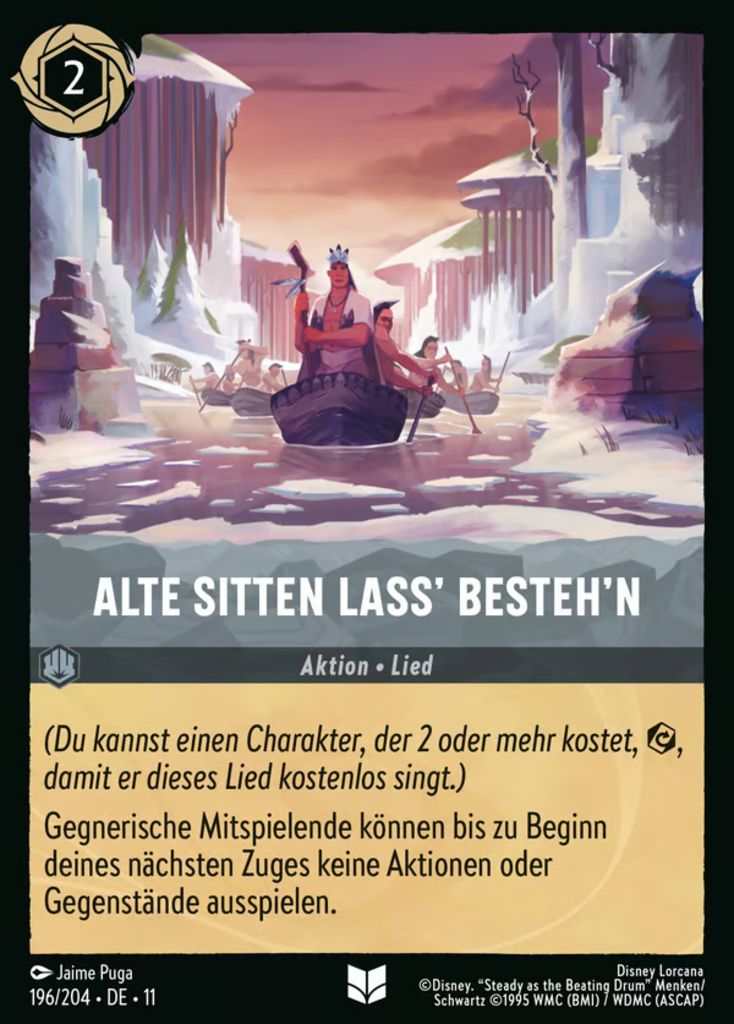 2
ALTE SITTEN LASS’ BESTEH’N
Aktion • Lied
(Du kannst einen Charakter, der 2 oder mehr kostet, ,
damit er dieses Lied kostenlos singt.)
Gegnerische Mitspielende können bis zu Beginn
deines nächsten Zuges keine Aktionen oder
Gegenstände ausspielen.
Jaime Puga
196/204 • DE • 11
Disney Lorcana
©Disney. “Steady as the Beating Drum” Menken/
Schwartz ©1995 WMC (BMI) / WDMC (ASCAP)